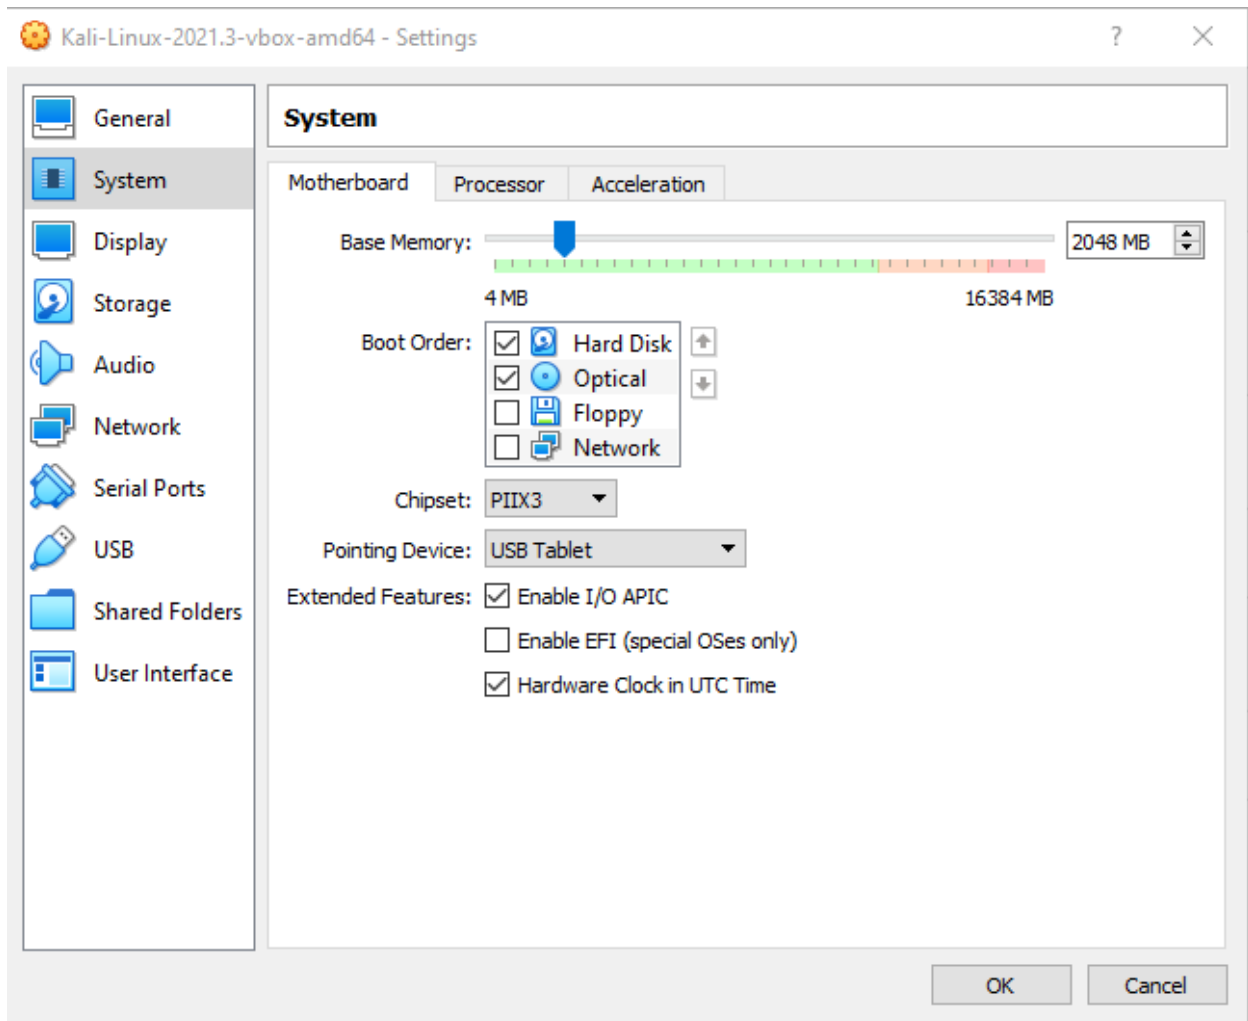 Kali-Linux-2021.3-vbox-amd64 - Settings ?
General
System
Display
Storage
Audio
Network
Serial Ports
USB
Shared Folders
User Interface
System
Motherboard Processor Acceleration
Base Memory: 2048 MB
4 MB 16384 MB
Boot Order: Hard Disk
Optical
Floppy
Network
Chipset: PIIX3
Pointing Device: USB Tablet
Extended Features: Enable I/O APIC
Enable EFI (special OSes only)
Hardware Clock in UTC Time
OK Cancel